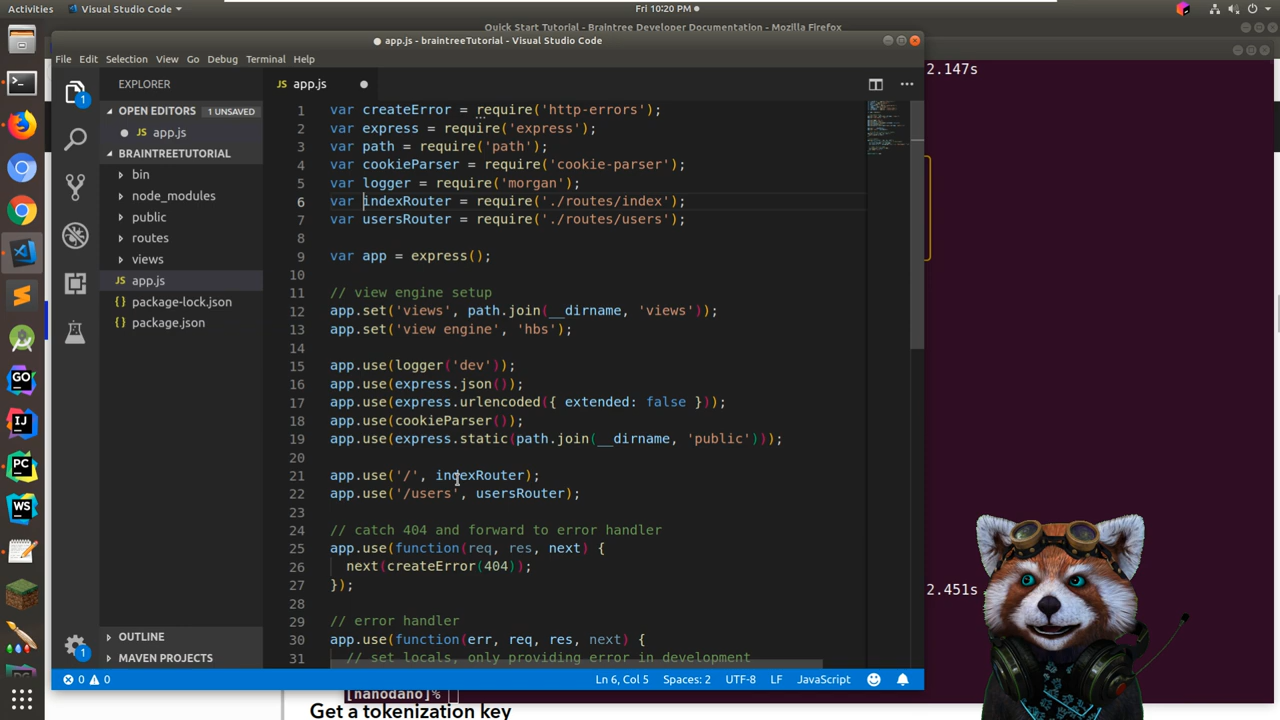 Activities
Visual Studio Code
Fri 10:20 PM
Quick Start Tutorial - Braintree Developer Documentation - Mozilla Firefox
● app.js - braintreeTutorial - Visual Studio Code
File Edit Selection View Go Debug Terminal Help
EXPLORER
OPEN EDITORS 1 UNSAVED
JS app.js
BRAINTREETUTORIAL
bin
node_modules
public
routes
views
JS app.js
{} package-lock.json
{} package.json
OUTLINE
MAVEN PROJECTS
1
1
GO
IJ
PC
WS
PC
JS app.js ●
1 var createError = require('http-errors');
2 var express = require('express');
3 var path = require('path');
4 var cookieParser = require('cookie-parser');
5 var logger = require('morgan');
6 var indexRouter = require('./routes/index');
7 var usersRouter = require('./routes/users');
8
9 var app = express();
10
11 // view engine setup
12 app.set('views', path.join(__dirname, 'views'));
13 app.set('view engine', 'hbs');
14
15 app.use(logger('dev'));
16 app.use(express.json());
17 app.use(express.urlencoded({ extended: false }));
18 app.use(cookieParser());
19 app.use(express.static(path.join(__dirname, 'public')));
20
21 app.use('/', indexRouter);
22 app.use('/users', usersRouter);
23
24 // catch 404 and forward to error handler
25 app.use(function(req, res, next) {
26 next(createError(404));
27 });
28
29 // error handler
30 app.use(function(err, req, res, next) {
31 // set locals, only providing error in development
0 0
Ln 6, Col 5 Spaces: 2 UTF-8 LF JavaScript
2.147s
2.451s
[nanodano]%
Get a tokenization key